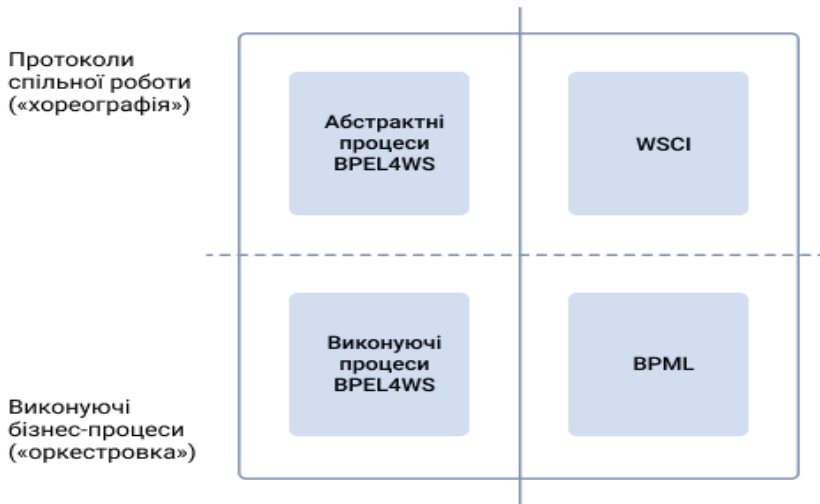 Протоколи
спільної роботи
(«хореографія»)
Абстрактні
процеси
BPEL4WS
WSCI
Виконуючі
процеси
BPEL4WS
BPML
Виконуючі
бізнес-процеси
(«оркестровка»)